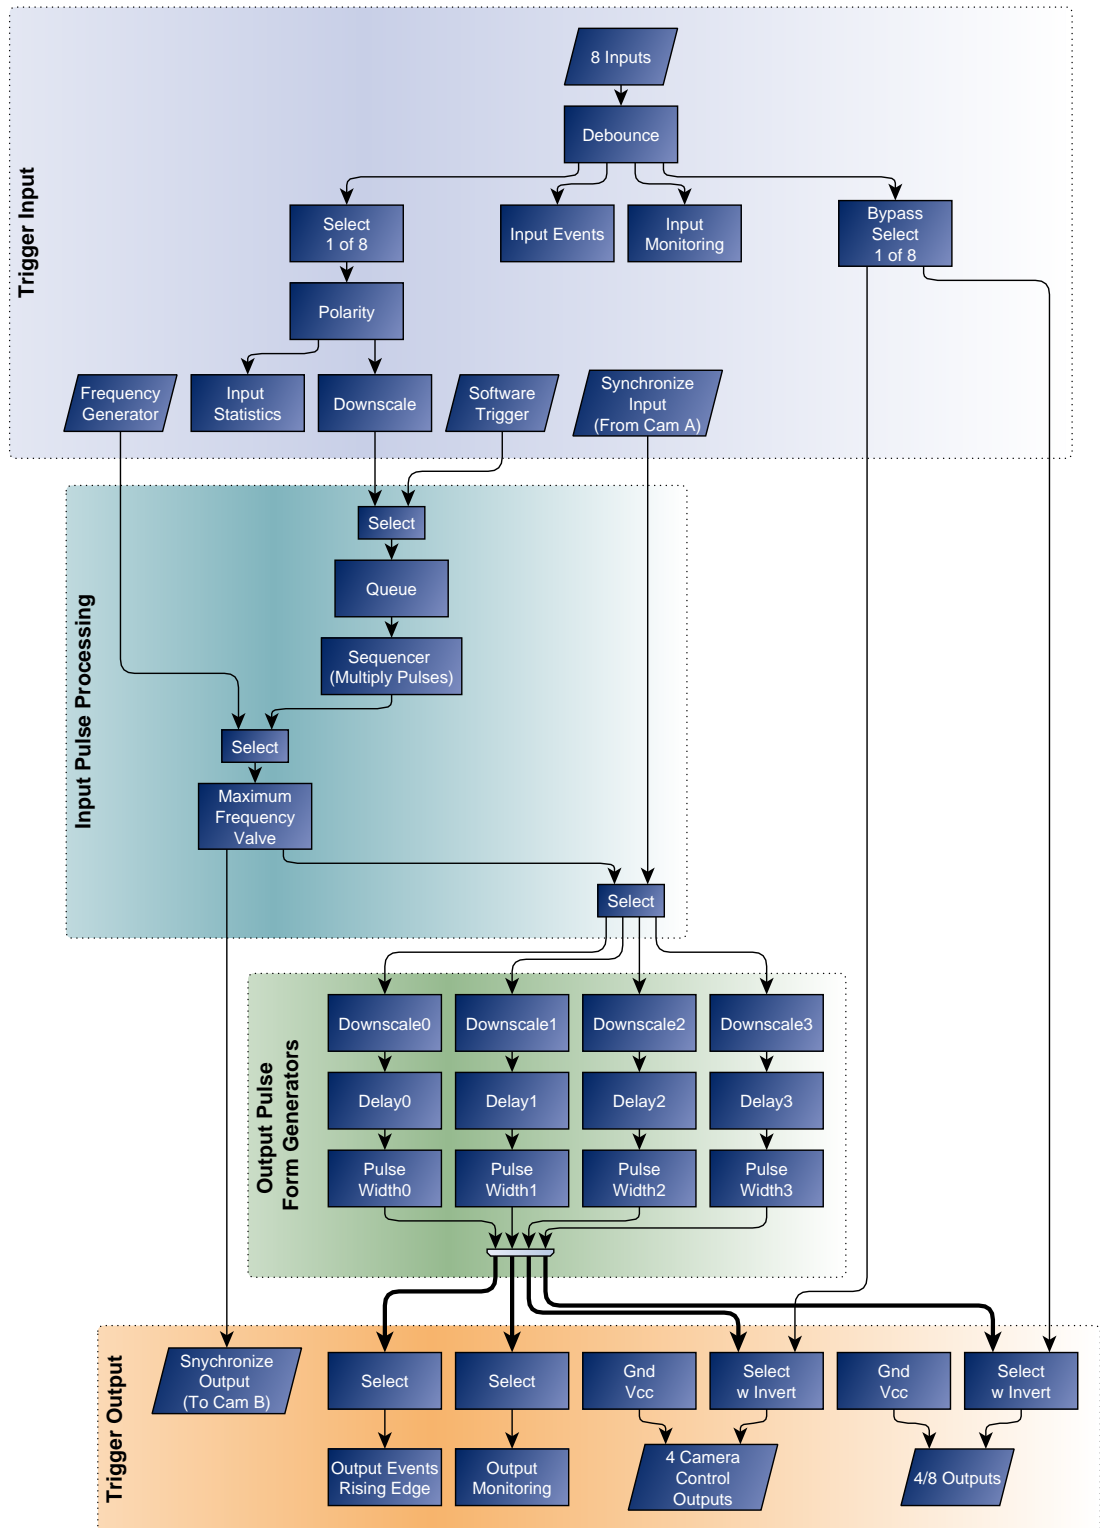 Trigger Input
8 Inputs
Debounce
Select
1 of 8
Input Events
Input
Monitoring
Bypass
Select
1 of 8
Polarity
Frequency
Generator
Input
Statistics
Downscale
Software
Trigger
Synchronize
Input
(From Cam A)
Input Pulse Processing
Select
Queue
Sequencer
(Multiply Pulses)
Select
Maximum
Frequency
Valve
Select
Output Pulse
Form Generators
Downscale0
Downscale1
Downscale2
Downscale3
Delay0
Delay1
Delay2
Delay3
Pulse
Width0
Pulse
Width1
Pulse
Width2
Pulse
Width3
Trigger Output
Snychronize
Output
(To Cam B)
Select
Select
Gnd
Vcc
Select
w Invert
Gnd
Vcc
Select
w Invert
Output Events
Rising Edge
Output
Monitoring
4 Camera
Control
Outputs
4/8 Outputs